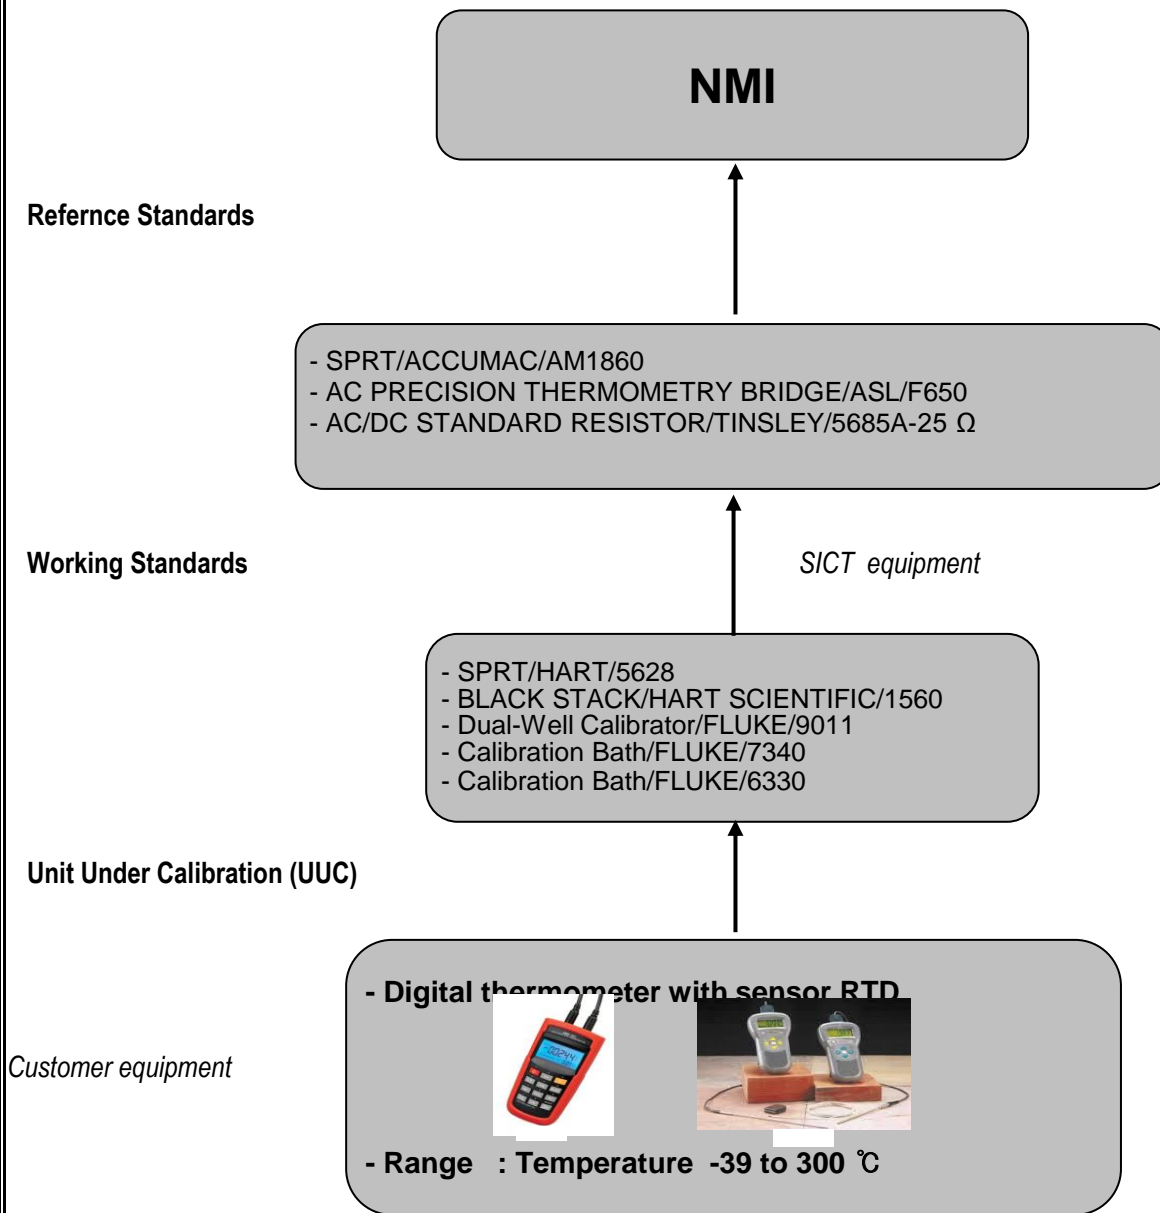 NMI
Refernce Standards
- SPRT/ACCUMAC/AM1860
- AC PRECISION THERMOMETRY BRIDGE/ASL/F650
- AC/DC STANDARD RESISTOR/TINSLEY/5685A-25 Ω
Working Standards
SICT equipment
- SPRT/HART/5628
- BLACK STACK/HART SCIENTIFIC/1560
- Dual-Well Calibrator/FLUKE/9011
- Calibration Bath/FLUKE/7340
- Calibration Bath/FLUKE/6330
Unit Under Calibration (UUC)
- Digital thermometer with sensor RTD
Customer equipment
- Range : Temperature -39 to 300 ℃